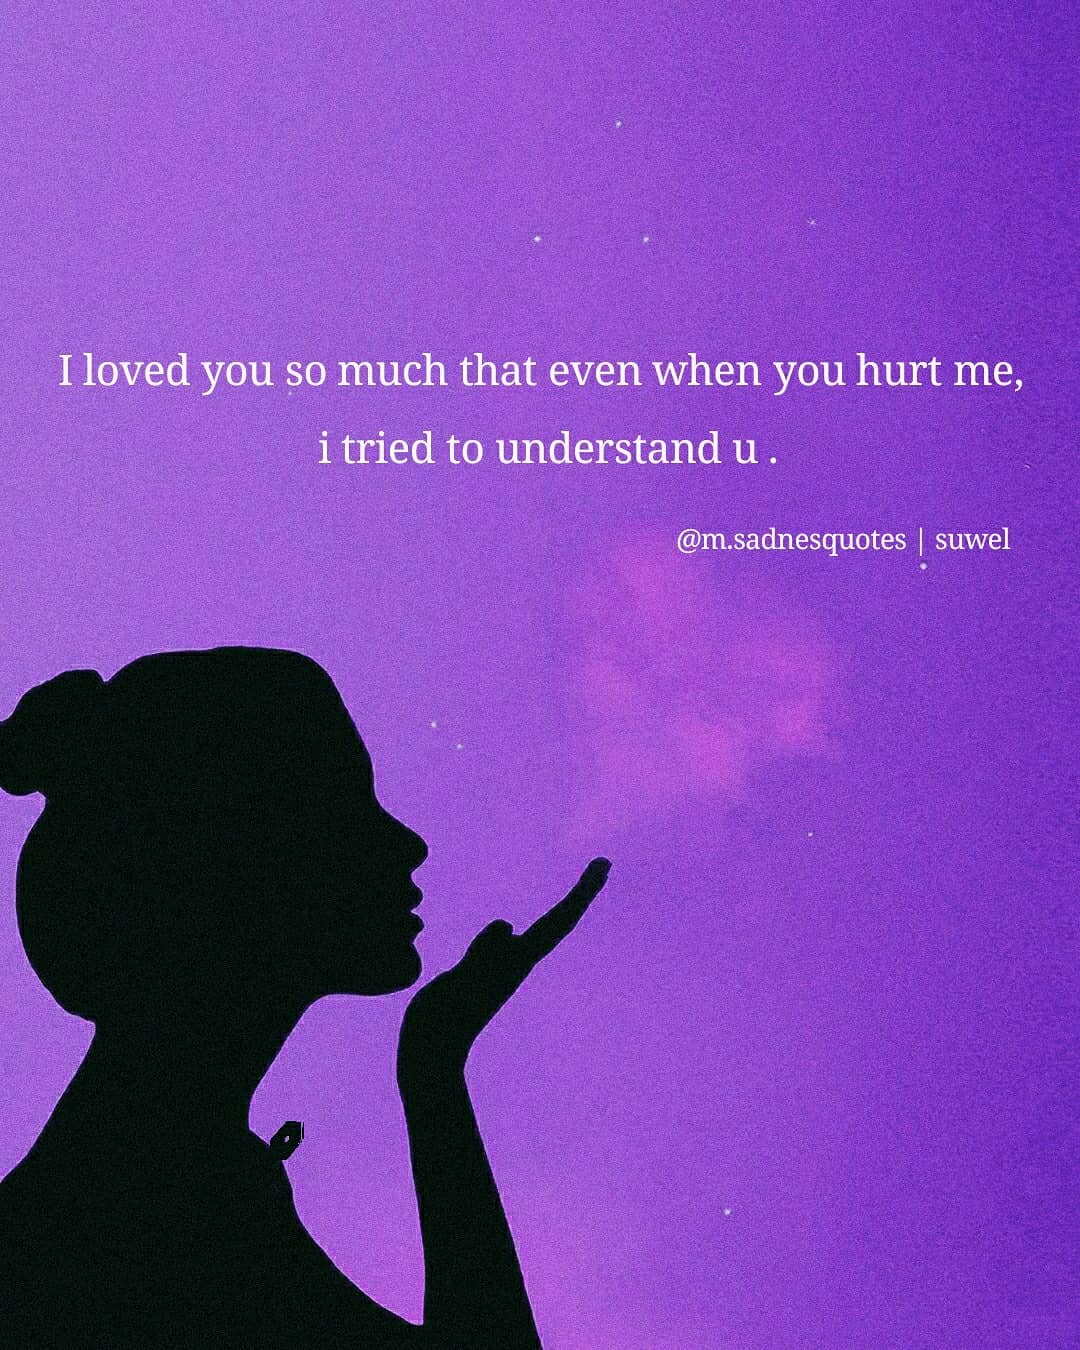 I loved you so much that even when you hurt me,
i tried to understand u .
@m.sadnesquotes | suwel